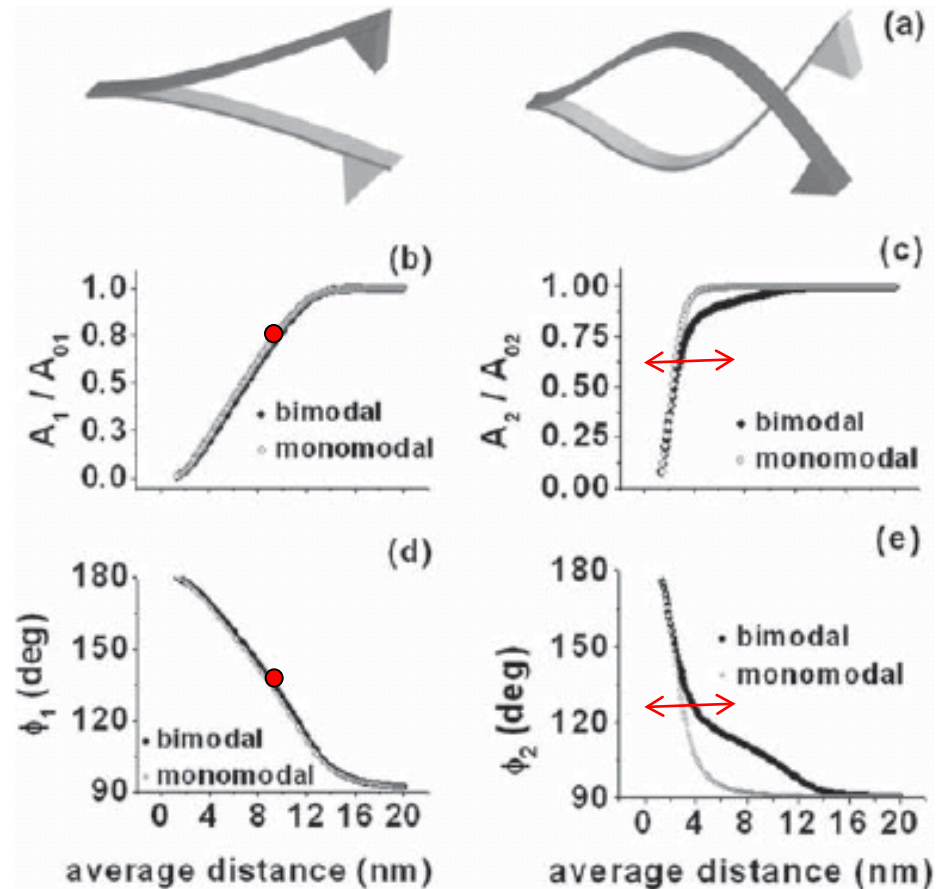 (a)
(b)
A₁ / A₀₁
1.0
0.8
0.5
0.3
0.0
bimodal
monomodal
(c)
A₂ / A₀₂
1.00
0.75
0.50
0.25
0.00
bimodal
monomodal
(d)
ϕ₁ (deg)
180
150
120
90
bimodal
monomodal
0 4 8 12 16 20
average distance (nm)
(e)
ϕ₂ (deg)
180
150
120
90
bimodal
monomodal
0 4 8 12 16 20
average distance (nm)